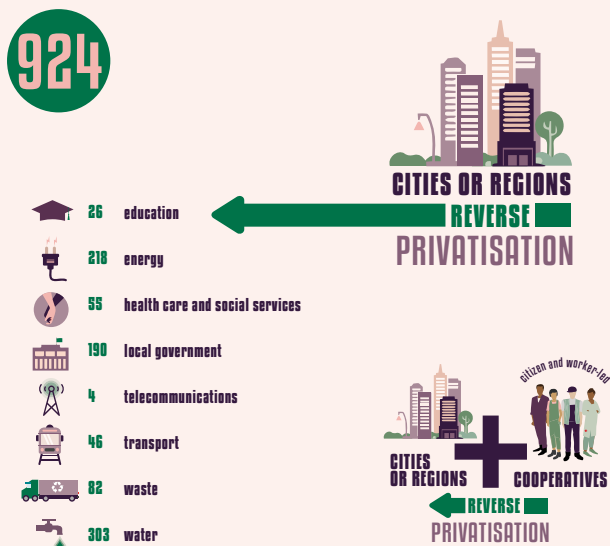 924
CITIES OR REGIONS
REVERSE
PRIVATISATION
26 education
218 energy
55 health care and social services
190 local government
4 telecommunications
46 transport
82 waste
303 water
citizen and worker-led
CITIES
OR REGIONS
COOPERATIVES
REVERSE
PRIVATISATION